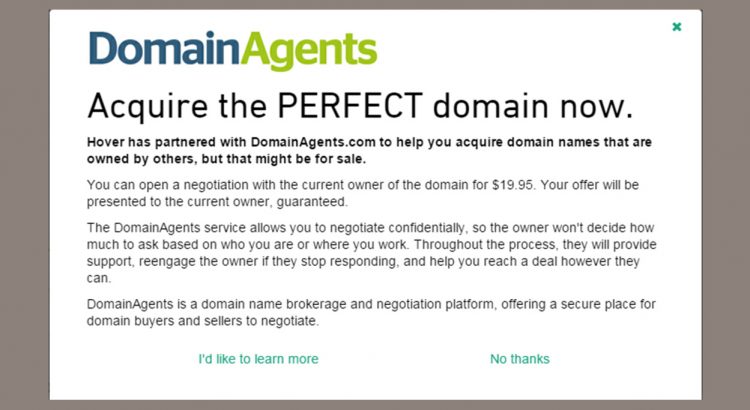 DomainAgents
Acquire the PERFECT domain now.
Hover has partnered with DomainAgents.com to help you acquire domain names that are
owned by others, but that might be for sale.
You can open a negotiation with the current owner of the domain for $19.95. Your offer will be
presented to the current owner, guaranteed.
The DomainAgents service allows you to negotiate confidentially, so the owner won't decide how
much to ask based on who you are or where you work. Throughout the process, they will provide
support, reengage the owner if they stop responding, and help you reach a deal however they
can.
DomainAgents is a domain name brokerage and negotiation platform, offering a secure place for
domain buyers and sellers to negotiate.
I'd like to learn more No thanks